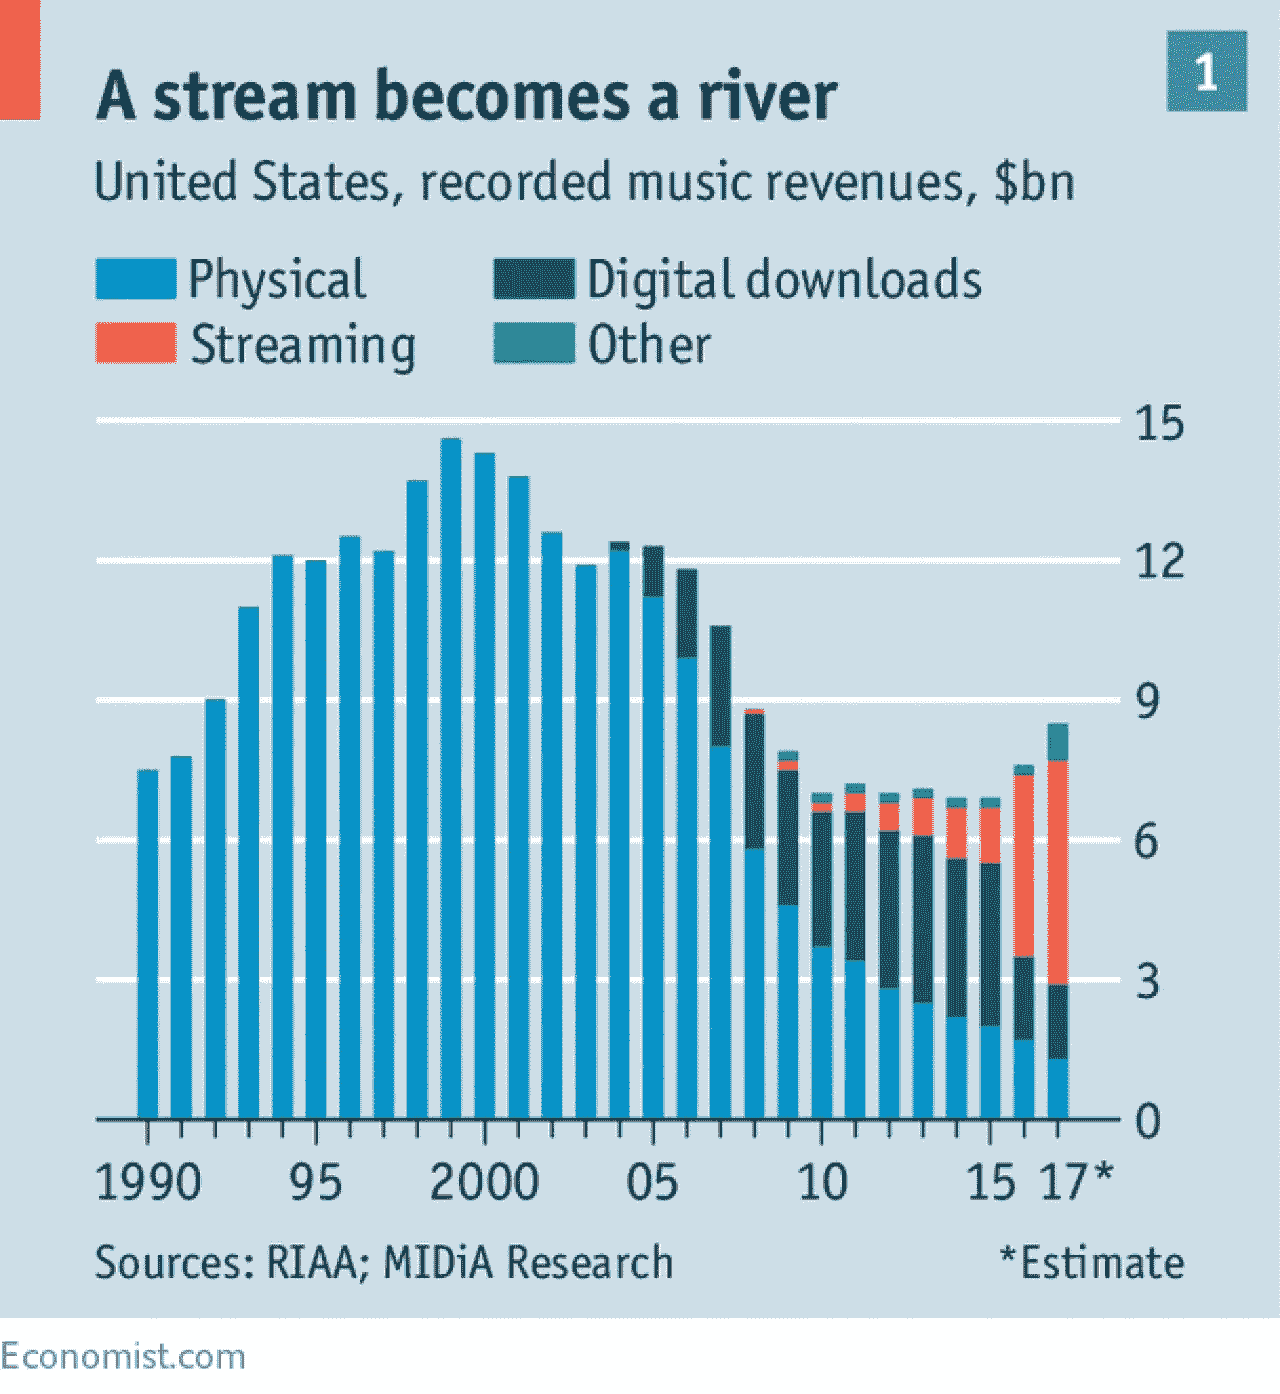 1
A stream becomes a river
United States, recorded music revenues, $bn
Physical
Digital downloads
Streaming
Other
15
12
9
6
3
0
1990 95 2000 05 10 15 17*
Sources: RIAA; MIDiA Research
*Estimate
Economist.com